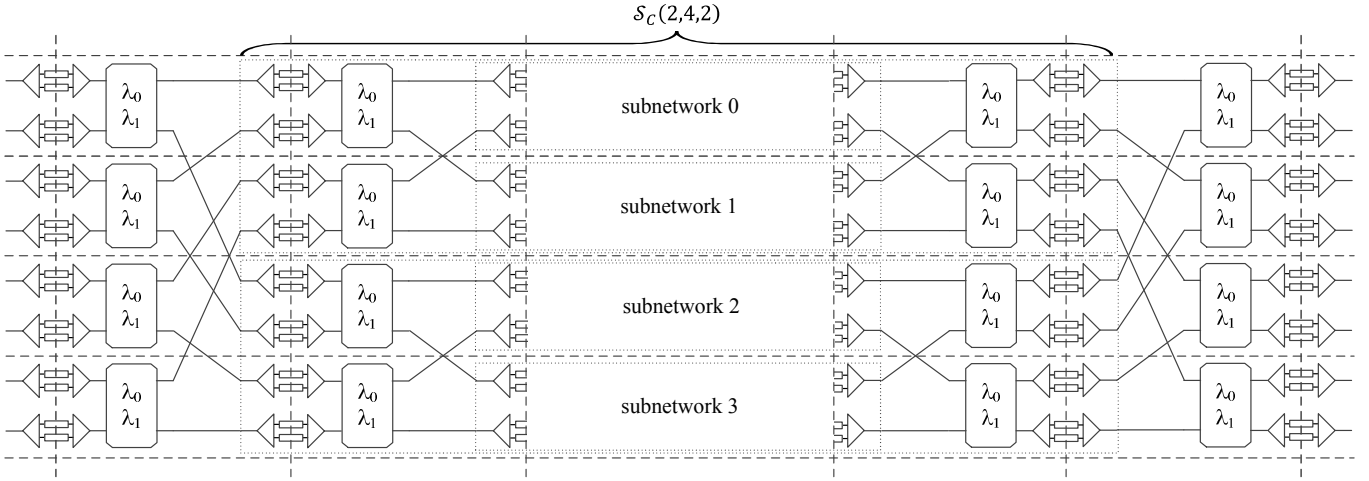 𝒮_C(2,4,2)
λ0 λ0 subnetwork 0 λ0 λ0
λ1 λ1 λ1 λ1
λ0 λ0 subnetwork 1 λ0 λ0
λ1 λ1 λ1 λ1
λ0 λ0 subnetwork 2 λ0 λ0
λ1 λ1 λ1 λ1
λ0 λ0 subnetwork 3 λ0 λ0
λ1 λ1 λ1 λ1